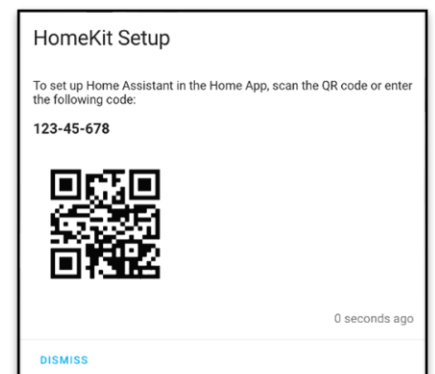 HomeKit Setup
To set up Home Assistant in the Home App, scan the QR code or enter
the following code:
123-45-678
0 seconds ago
DISMISS